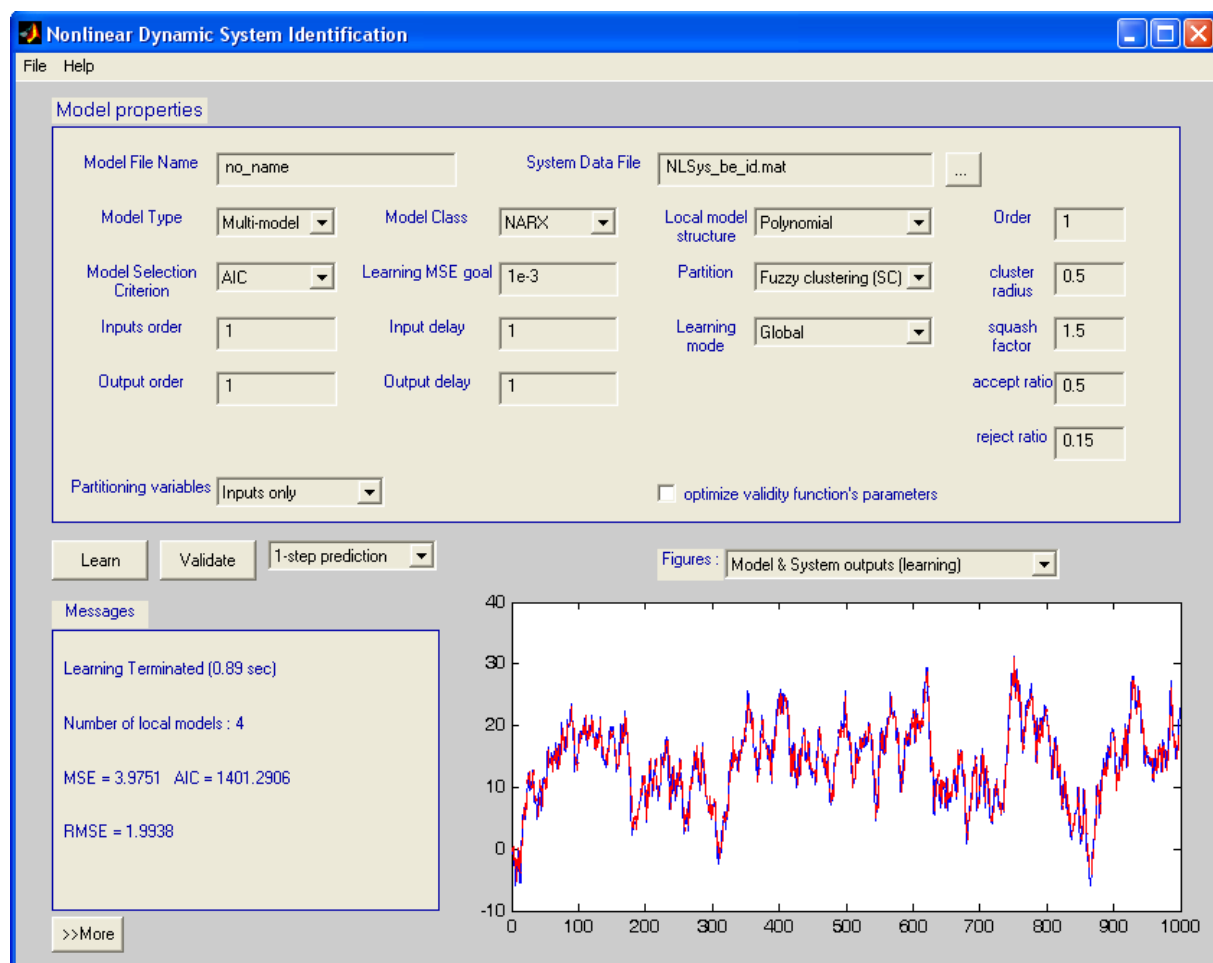 Nonlinear Dynamic System Identification
File Help
Model properties
Model File Name no_name System Data File NLSys_be_id.mat ...
Model Type Multi-model Model Class NARX Local model structure Polynomial Order 1
Model Selection Criterion AIC Learning MSE goal 1e-3 Partition Fuzzy clustering (SC) cluster radius 0.5
Inputs order 1 Input delay 1 Learning mode Global squash factor 1.5
Output order 1 Output delay 1 accept ratio 0.5
reject ratio 0.15
Partitioning variables Inputs only optimize validity function's parameters
Learn Validate 1-step prediction Figures : Model & System outputs (learning)
Messages
Learning Terminated (0.89 sec)
Number of local models : 4
MSE = 3.9751 AIC = 1401.2906
RMSE = 1.9938
>>More
40
30
20
10
0
-10
0 100 200 300 400 500 600 700 800 900 1000